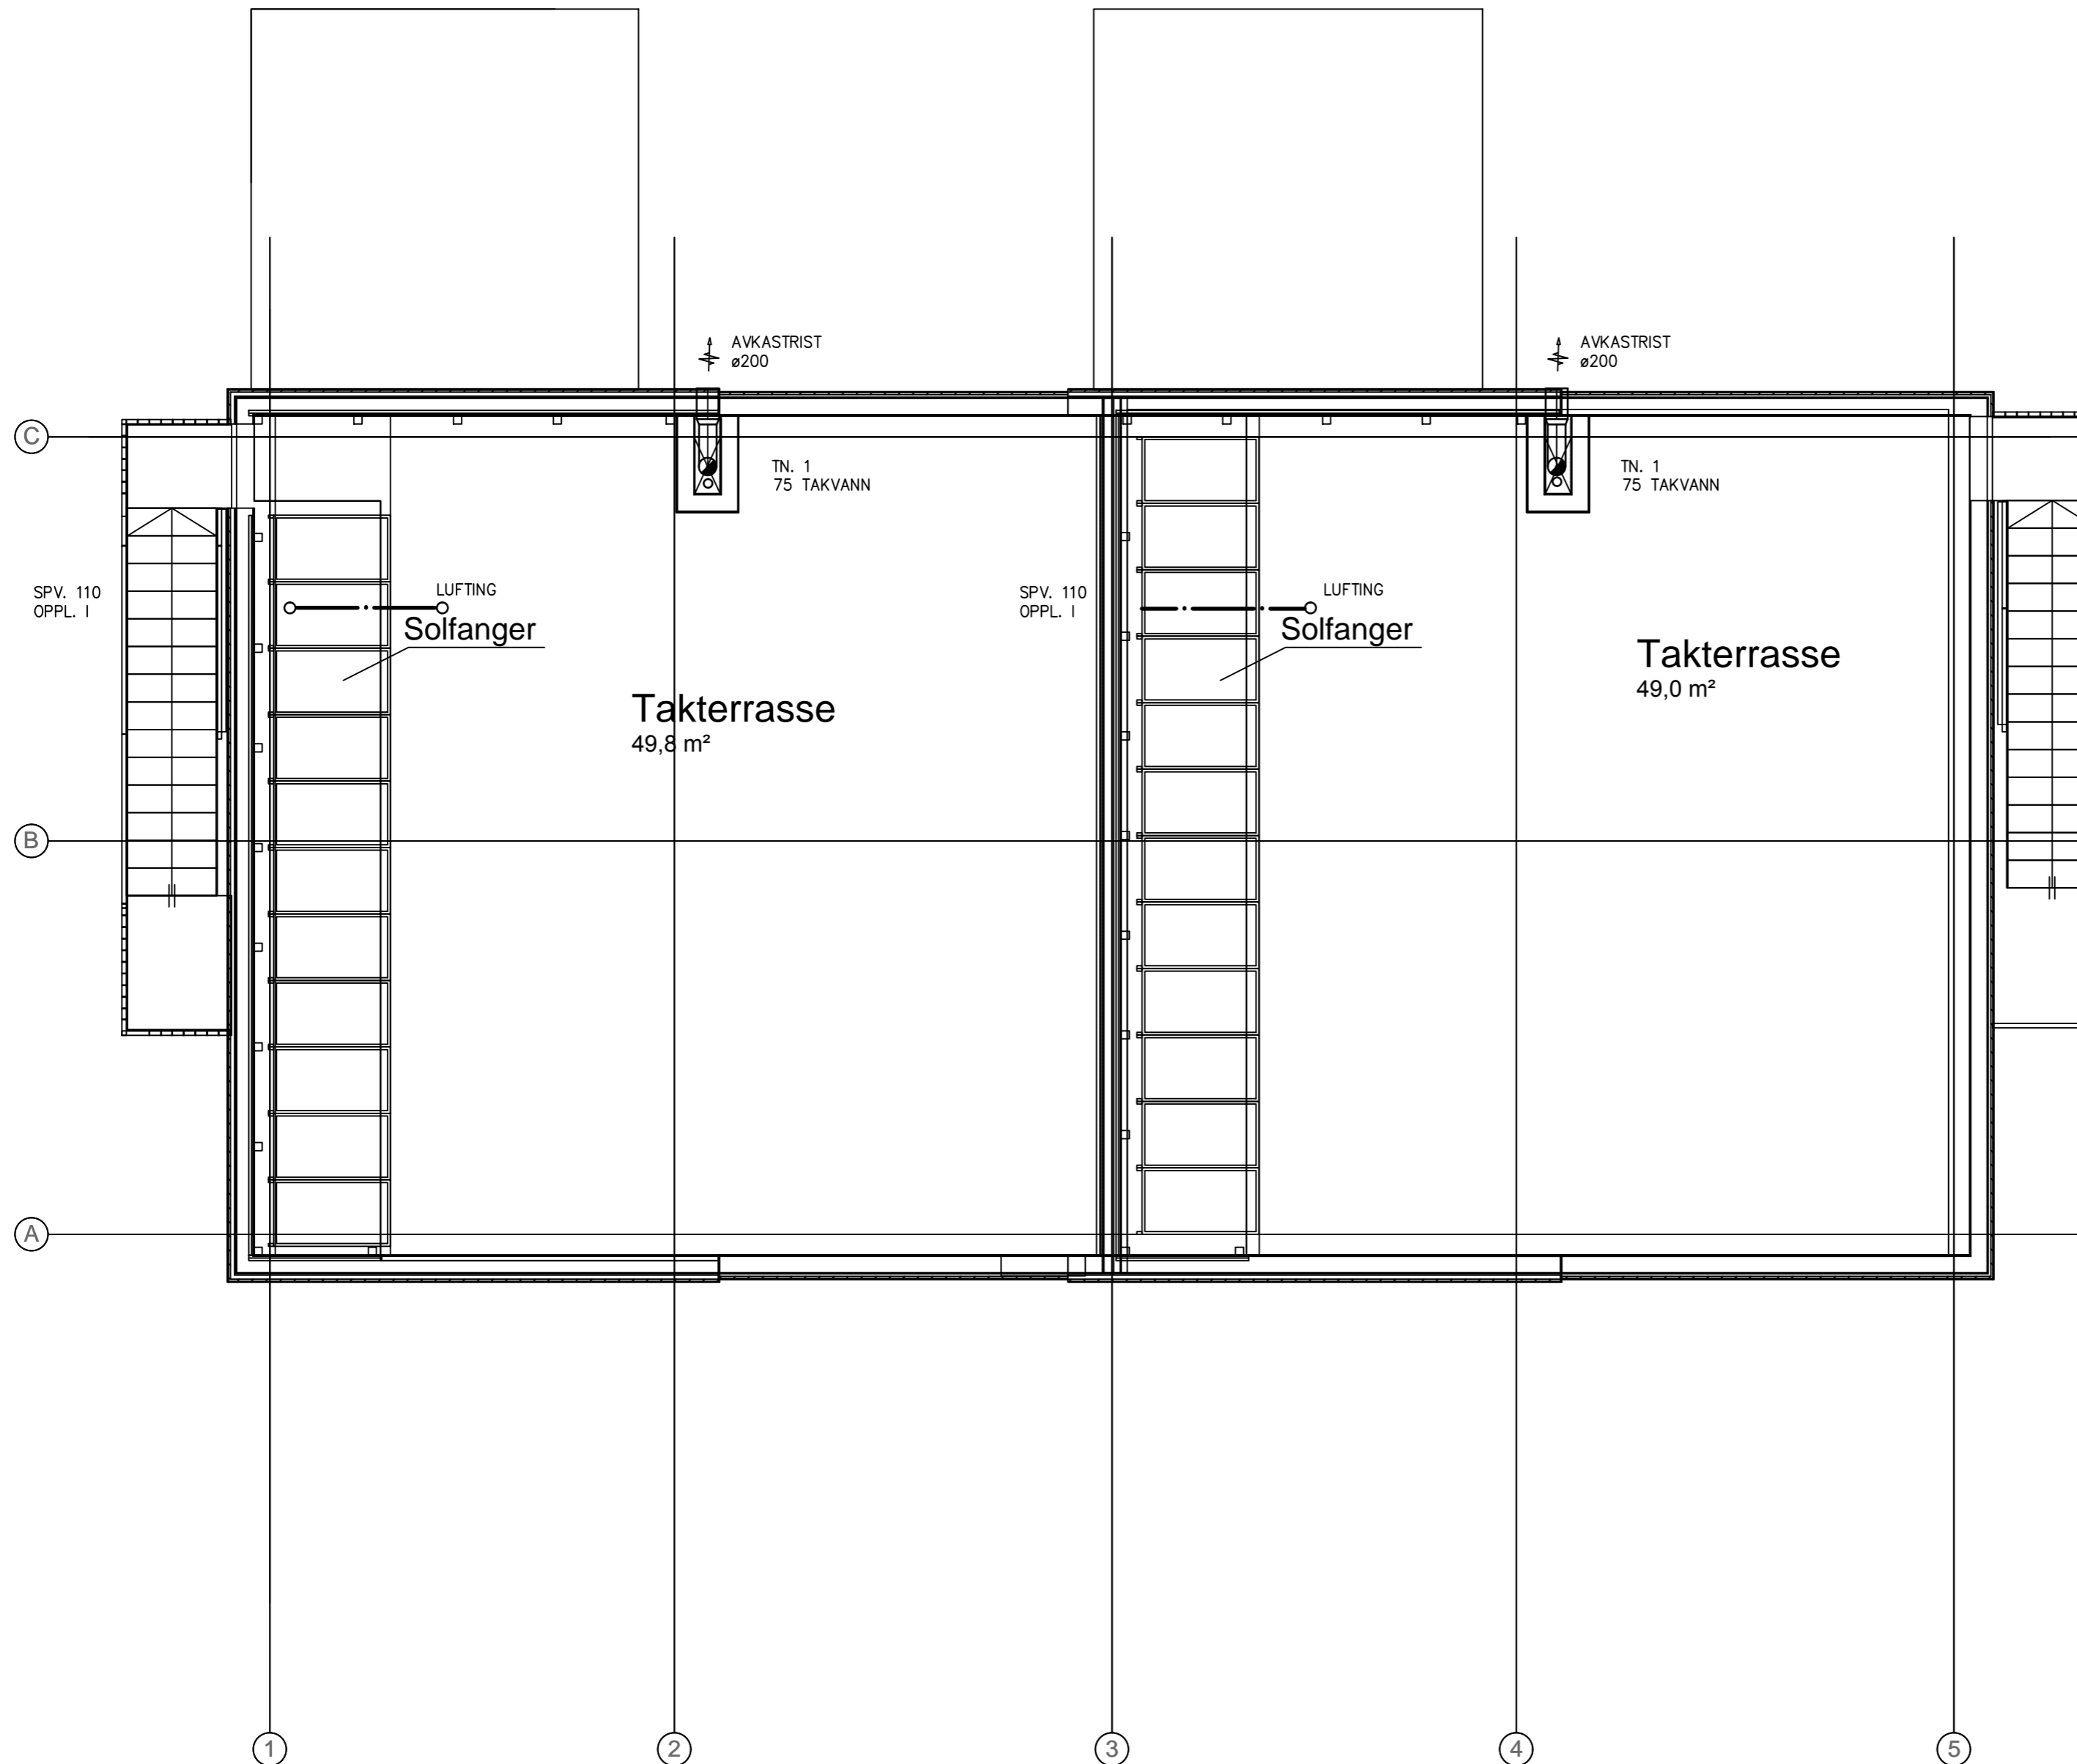 AVKASTRIST
ø200
AVKASTRIST
ø200
C
TN. 1
75 TAKVANN
TN. 1
75 TAKVANN
SPV. 110
OPPL. I
LUFTING
Solfanger
SPV. 110
OPPL. I
LUFTING
Solfanger
Takterrasse
49,0 m²
Takterrasse
49,8 m²
B
A
1
2
3
4
5